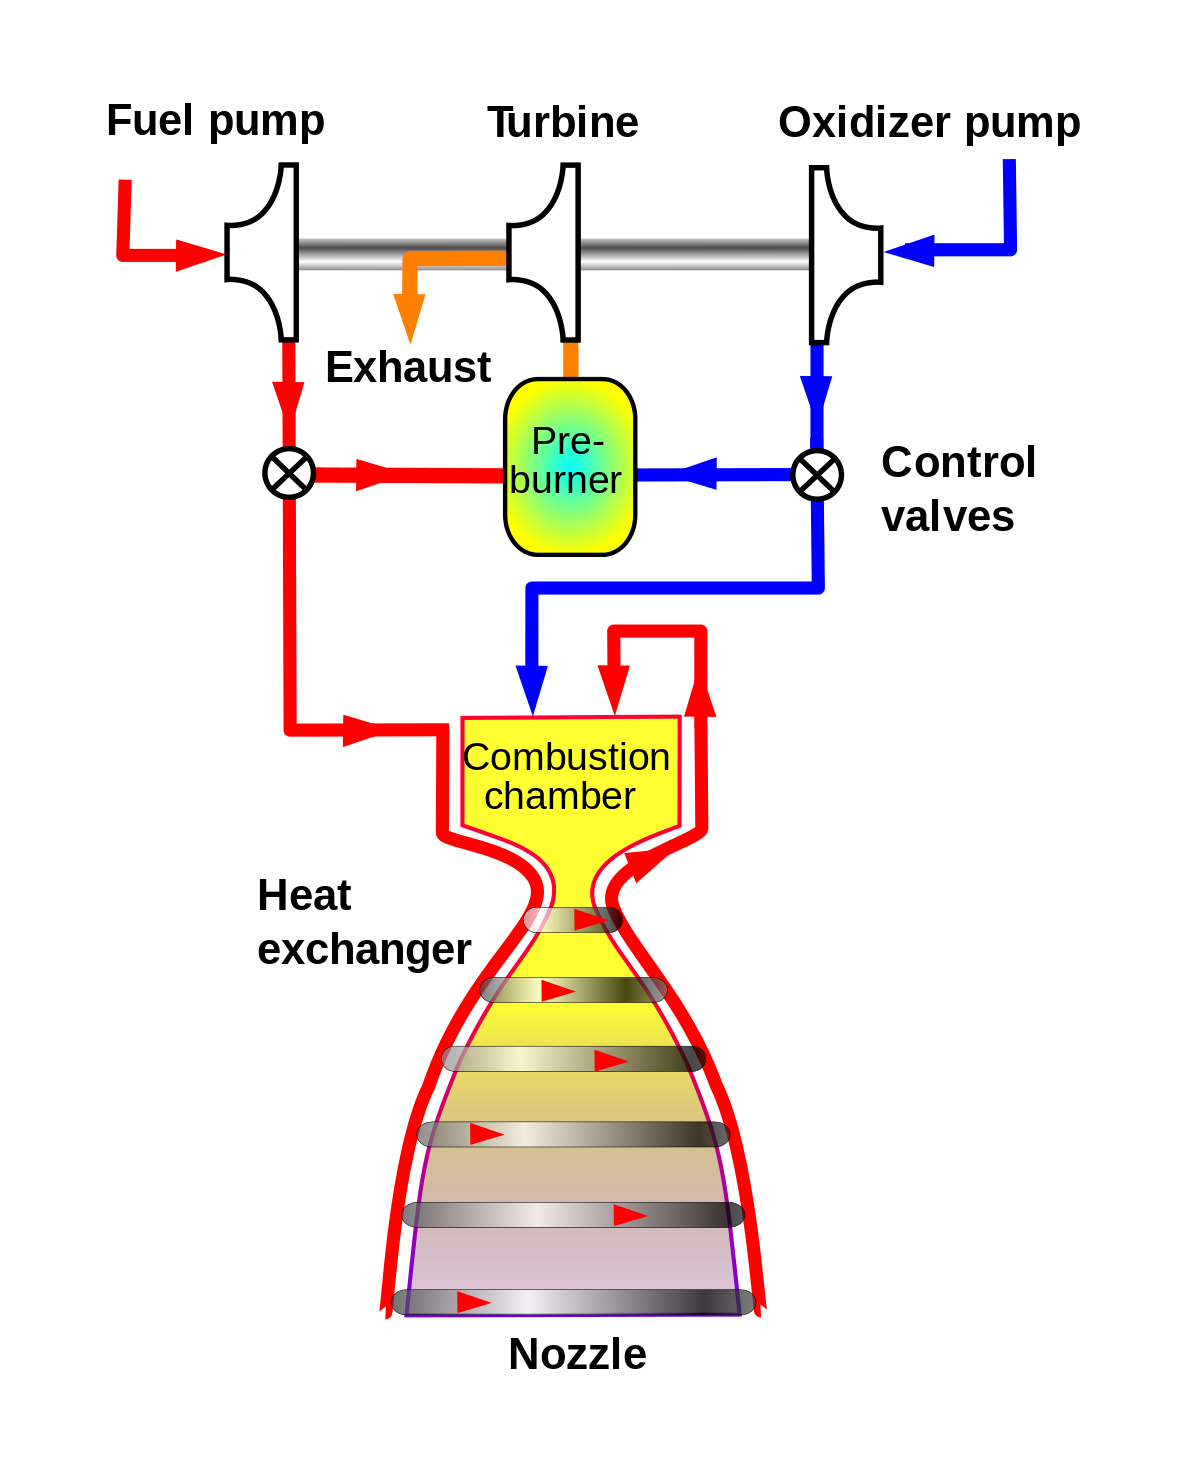 Fuel pump
Turbine
Oxidizer pump
Exhaust
Pre-
burner
Control
valves
Combustion
chamber
Heat
exchanger
Nozzle